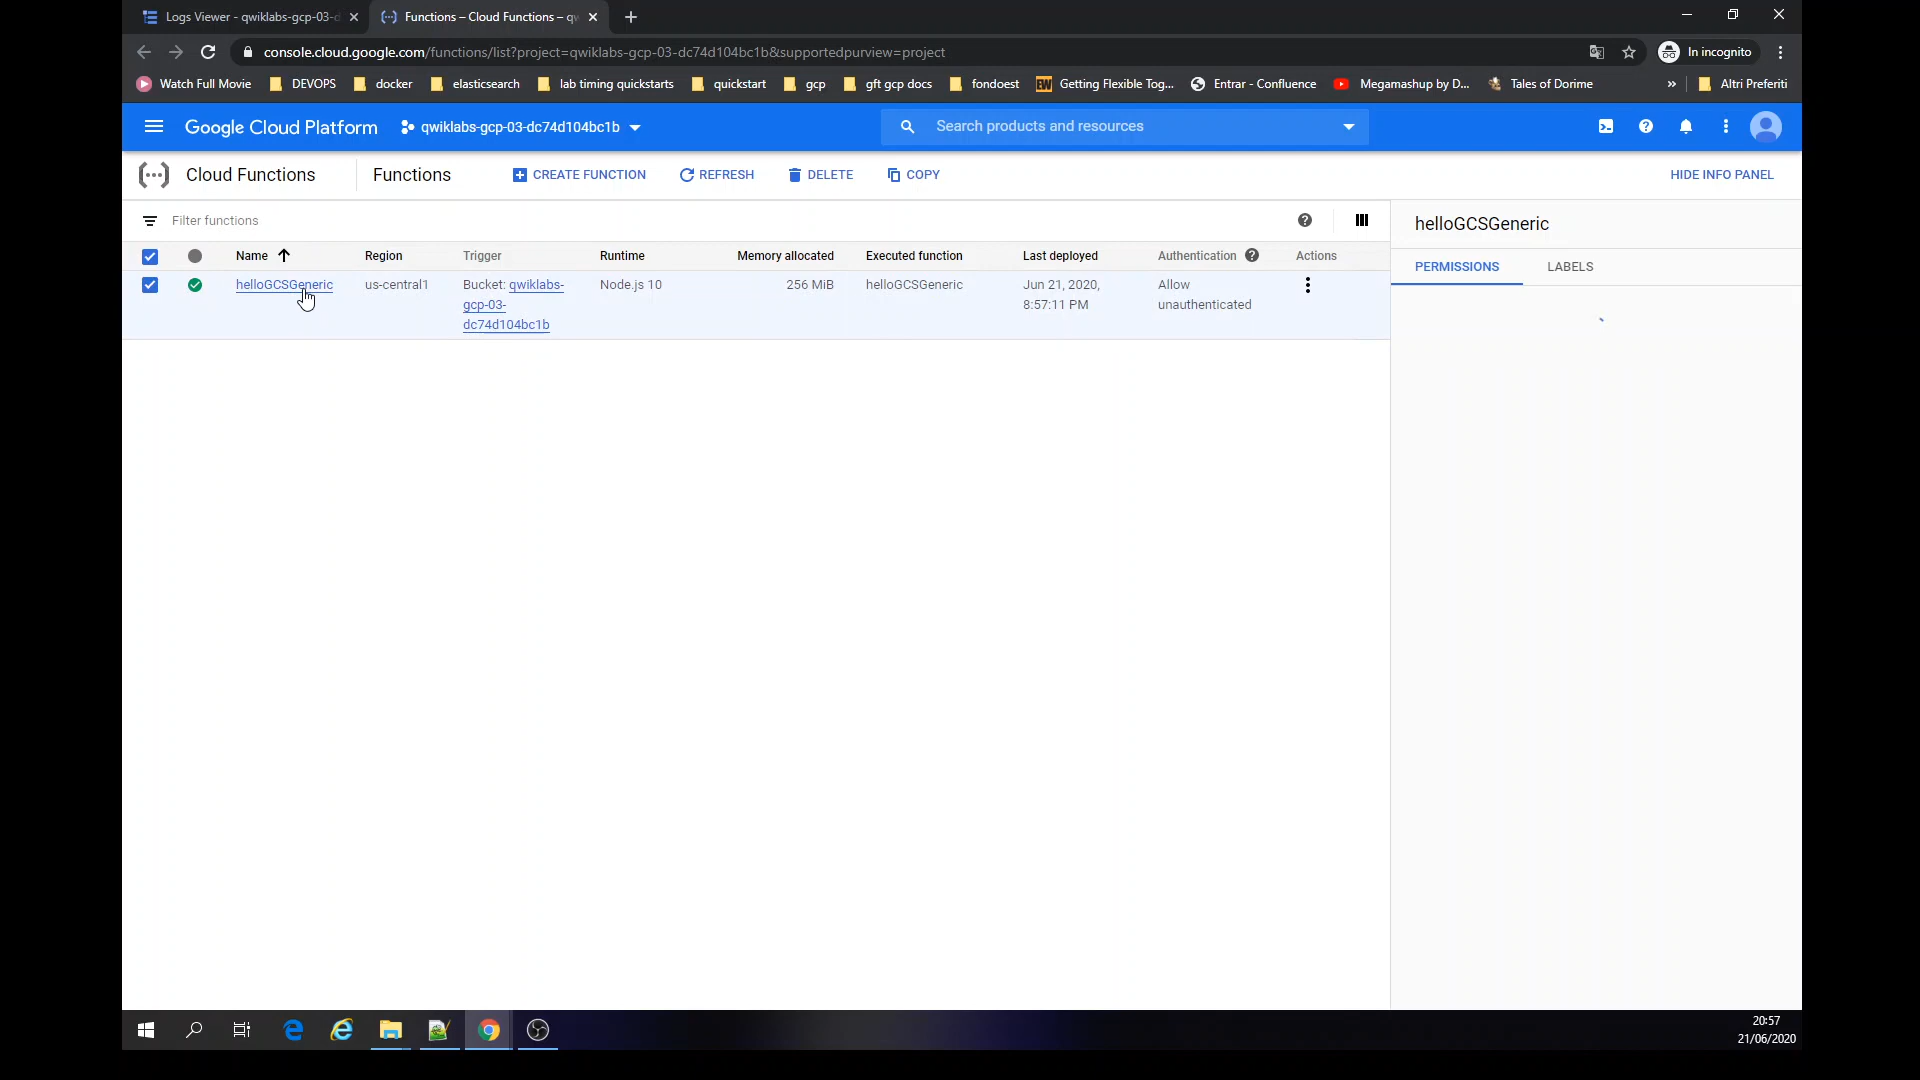 Logs Viewer - qwiklabs-gcp-03-d
Functions – Cloud Functions – qw
console.cloud.google.com/functions/list?project=qwiklabs-gcp-03-dc74d104bc1b&supportedpurview=project
In incognito
Watch Full Movie
DEVOPS
docker
elasticsearch
lab timing quickstarts
quickstart
gcp
gft gcp docs
fondoest
EW
Getting Flexible Tog...
Entrar - Confluence
Megamashup by D...
Tales of Dorime
»
Altri Preferiti
Google Cloud Platform
qwiklabs-gcp-03-dc74d104bc1b
Search products and resources
Cloud Functions
Functions
CREATE FUNCTION
REFRESH
DELETE
COPY
HIDE INFO PANEL
Filter functions
Name
Region
Trigger
Runtime
Memory allocated
Executed function
Last deployed
Authentication
Actions
helloGCSGeneric
us-central1
Bucket: qwiklabs-
gcp-03-
dc74d104bc1b
Node.js 10
256 MiB
helloGCSGeneric
Jun 21, 2020,
8:57:11 PM
Allow
unauthenticated
helloGCSGeneric
PERMISSIONS
LABELS
20:57
21/06/2020